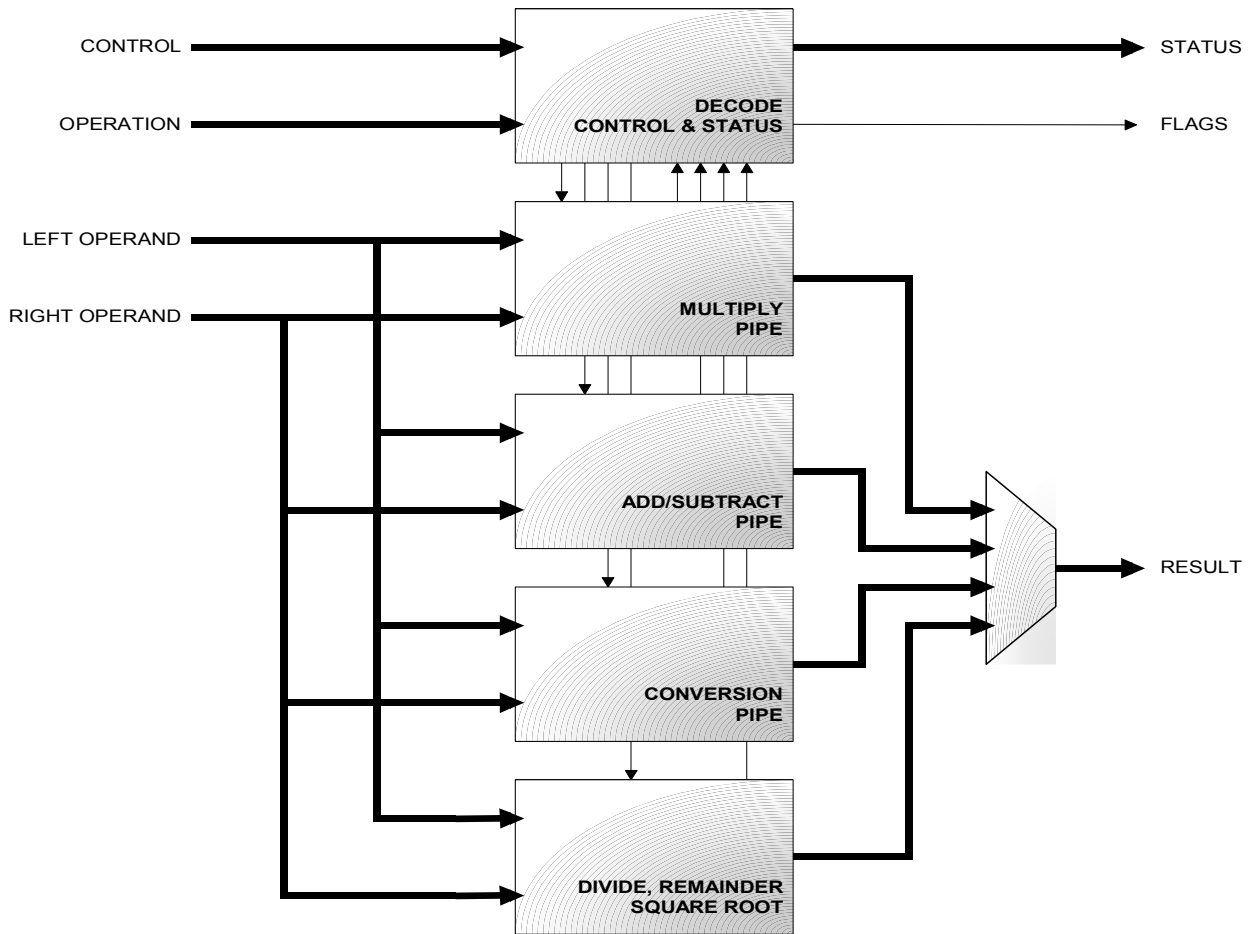 CONTROL
STATUS
DECODE
CONTROL & STATUS
OPERATION
FLAGS
LEFT OPERAND
RIGHT OPERAND
MULTIPLY
PIPE
ADD/SUBTRACT
PIPE
RESULT
CONVERSION
PIPE
DIVIDE, REMAINDER
SQUARE ROOT